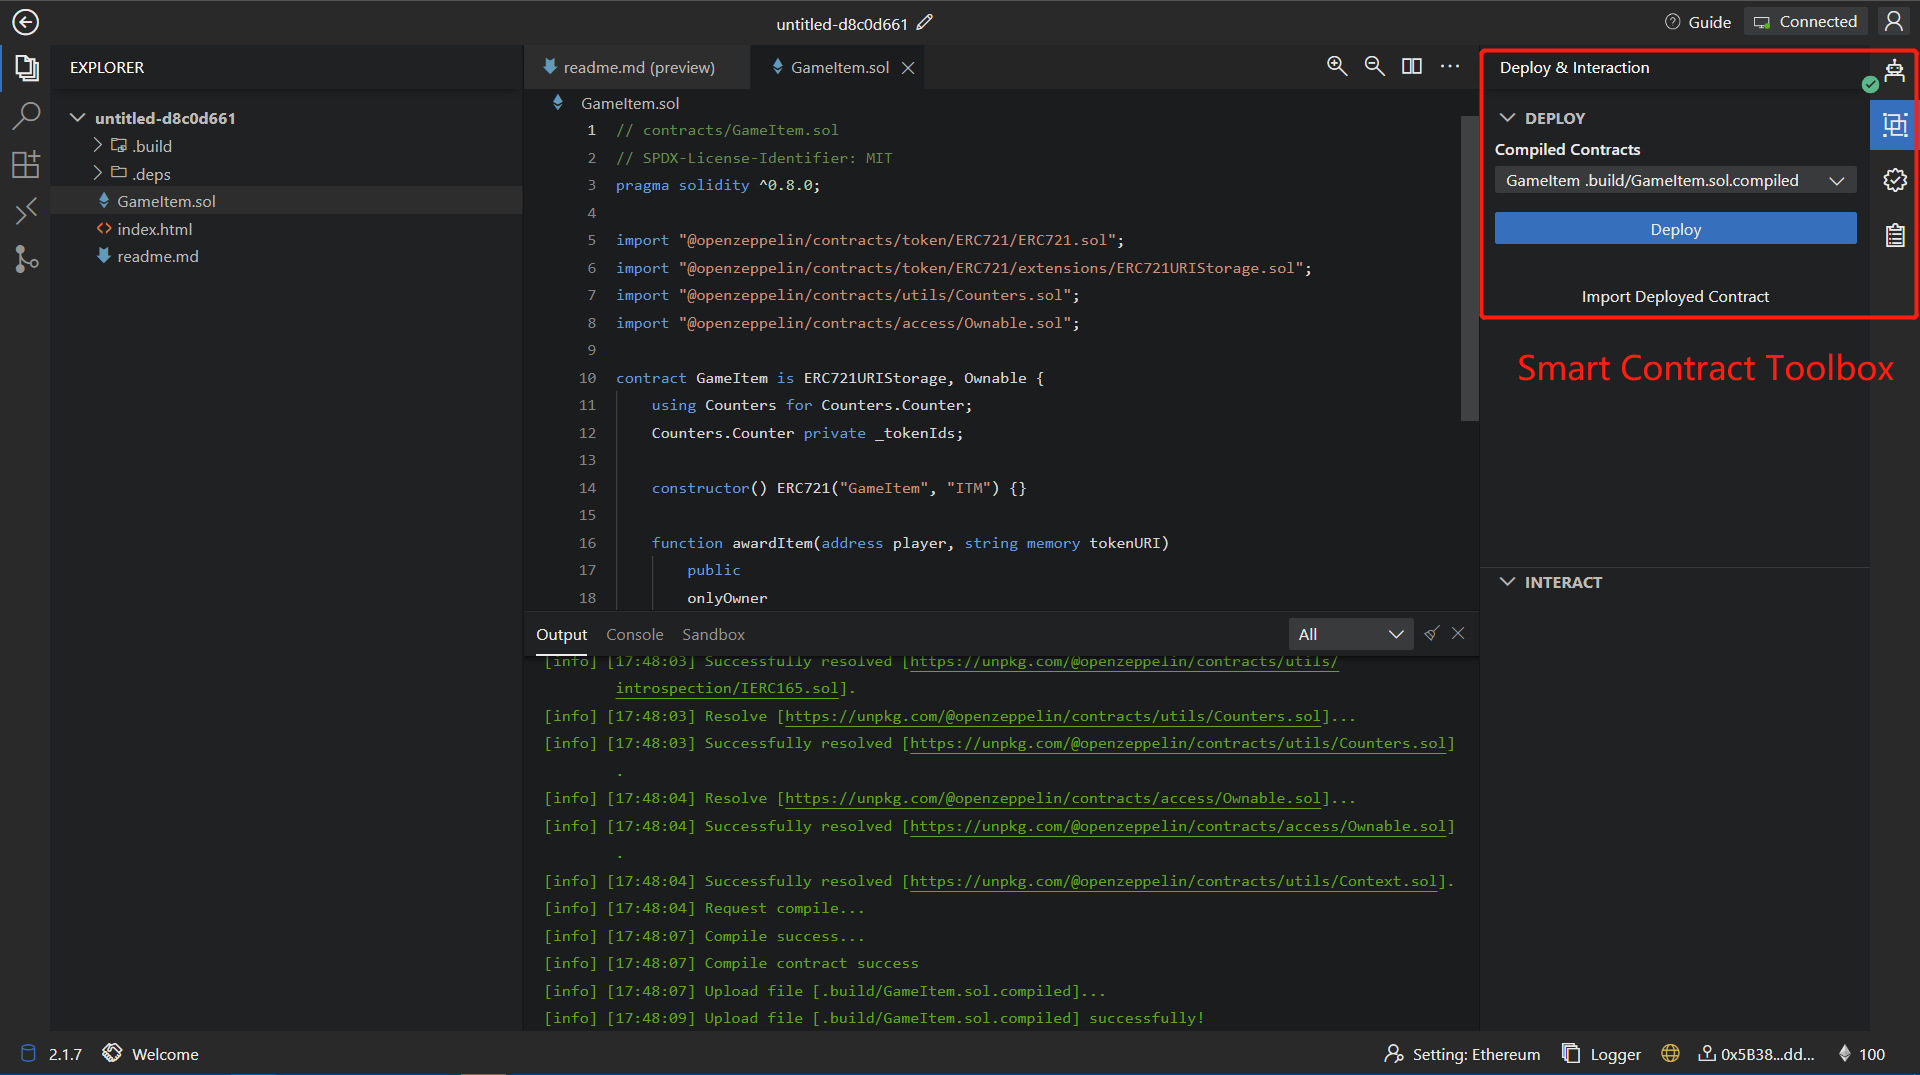 untitled-d8c0d661
Guide
Connected
EXPLORER
untitled-d8c0d661
.build
.deps
GameItem.sol
index.html
readme.md
readme.md (preview)
GameItem.sol
GameItem.sol
1 // contracts/GameItem.sol
2 // SPDX-License-Identifier: MIT
3 pragma solidity ^0.8.0;
4
5 import "@openzeppelin/contracts/token/ERC721/ERC721.sol";
6 import "@openzeppelin/contracts/token/ERC721/extensions/ERC721URIStorage.sol";
7 import "@openzeppelin/contracts/utils/Counters.sol";
8 import "@openzeppelin/contracts/access/Ownable.sol";
9
10 contract GameItem is ERC721URIStorage, Ownable {
11 using Counters for Counters.Counter;
12 Counters.Counter private _tokenIds;
13
14 constructor() ERC721("GameItem", "ITM") {}
15
16 function awardItem(address player, string memory tokenURI)
17 public
18 onlyOwner
Output Console Sandbox
All
[info] [17:48:03] Successfully resolved [https://unpkg.com/@openzeppelin/contracts/utils/
introspection/IERC165.sol].
[info] [17:48:03] Resolve [https://unpkg.com/@openzeppelin/contracts/utils/Counters.sol]...
[info] [17:48:03] Successfully resolved [https://unpkg.com/@openzeppelin/contracts/utils/Counters.sol]
.
[info] [17:48:04] Resolve [https://unpkg.com/@openzeppelin/contracts/access/Ownable.sol]...
[info] [17:48:04] Successfully resolved [https://unpkg.com/@openzeppelin/contracts/access/Ownable.sol]
.
[info] [17:48:04] Successfully resolved [https://unpkg.com/@openzeppelin/contracts/utils/Context.sol].
[info] [17:48:04] Request compile...
[info] [17:48:07] Compile success...
[info] [17:48:07] Compile contract success
[info] [17:48:07] Upload file [.build/GameItem.sol.compiled]...
[info] [17:48:09] Upload file [.build/GameItem.sol.compiled] successfully!
Deploy & Interaction
DEPLOY
Compiled Contracts
GameItem .build/GameItem.sol.compiled
Deploy
Import Deployed Contract
Smart Contract Toolbox
INTERACT
2.1.7
Welcome
Setting: Ethereum
Logger
0x5B38...dd...
100